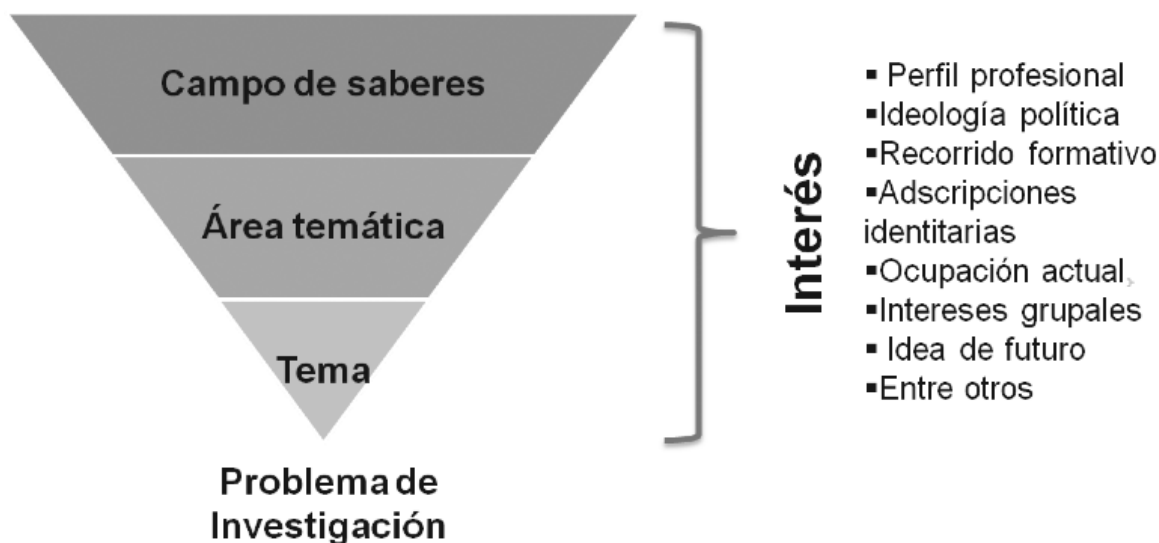 Campo de saberes
Área temática
Tema
Problema de
Investigación
Interés
▪ Perfil profesional
▪Ideología política
▪Recorrido formativo
▪Adscripciones
identitarias
▪Ocupación actual
▪Intereses grupales
▪ Idea de futuro
▪Entre otros